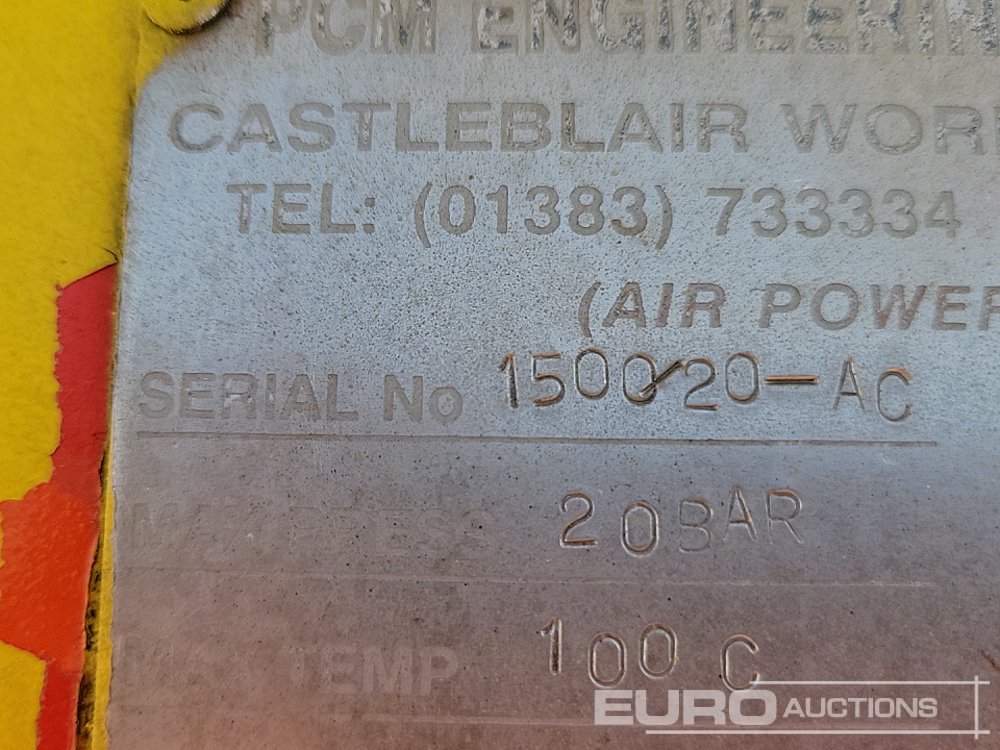 PCM ENGINEERIN
CASTLEBLAIR WOR
TEL: (01383) 733334
(AIR POWER
SERIAL No 1500/20-AC
20BAR
TEMP 100 C
EURO AUCTIONS